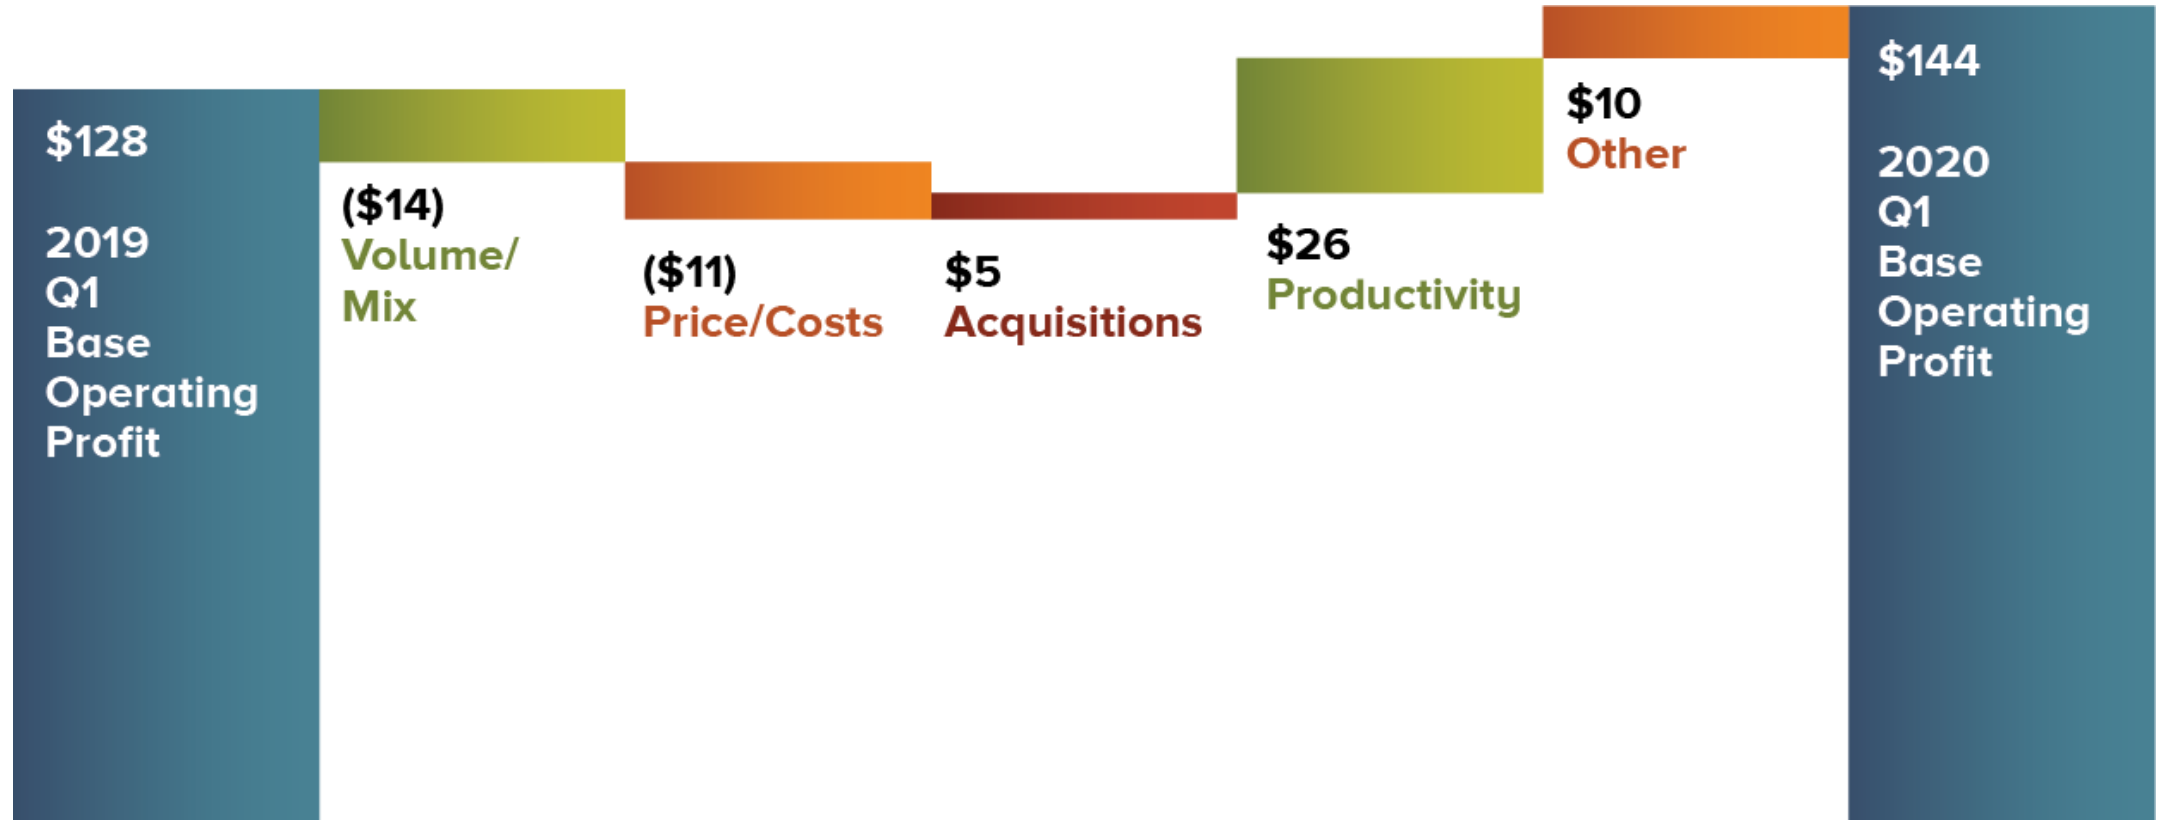 $128
2019
Q1
Base
Operating
Profit
($14)
Volume/
Mix
($11)
Price/Costs
$5
Acquisitions
$26
Productivity
$10
Other
$144
2020
Q1
Base
Operating
Profit